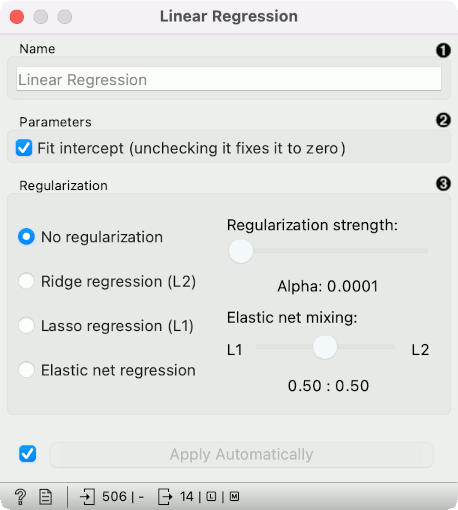 Linear Regression
Name
1
Linear Regression
Parameters
2
Fit intercept (unchecking it fixes it to zero)
Regularization
3
No regularization
Ridge regression (L2)
Lasso regression (L1)
Elastic net regression
Regularization strength:
Alpha: 0.0001
Elastic net mixing:
L1 L2
0.50 : 0.50
Apply Automatically
? 506 | - 14 | L | M